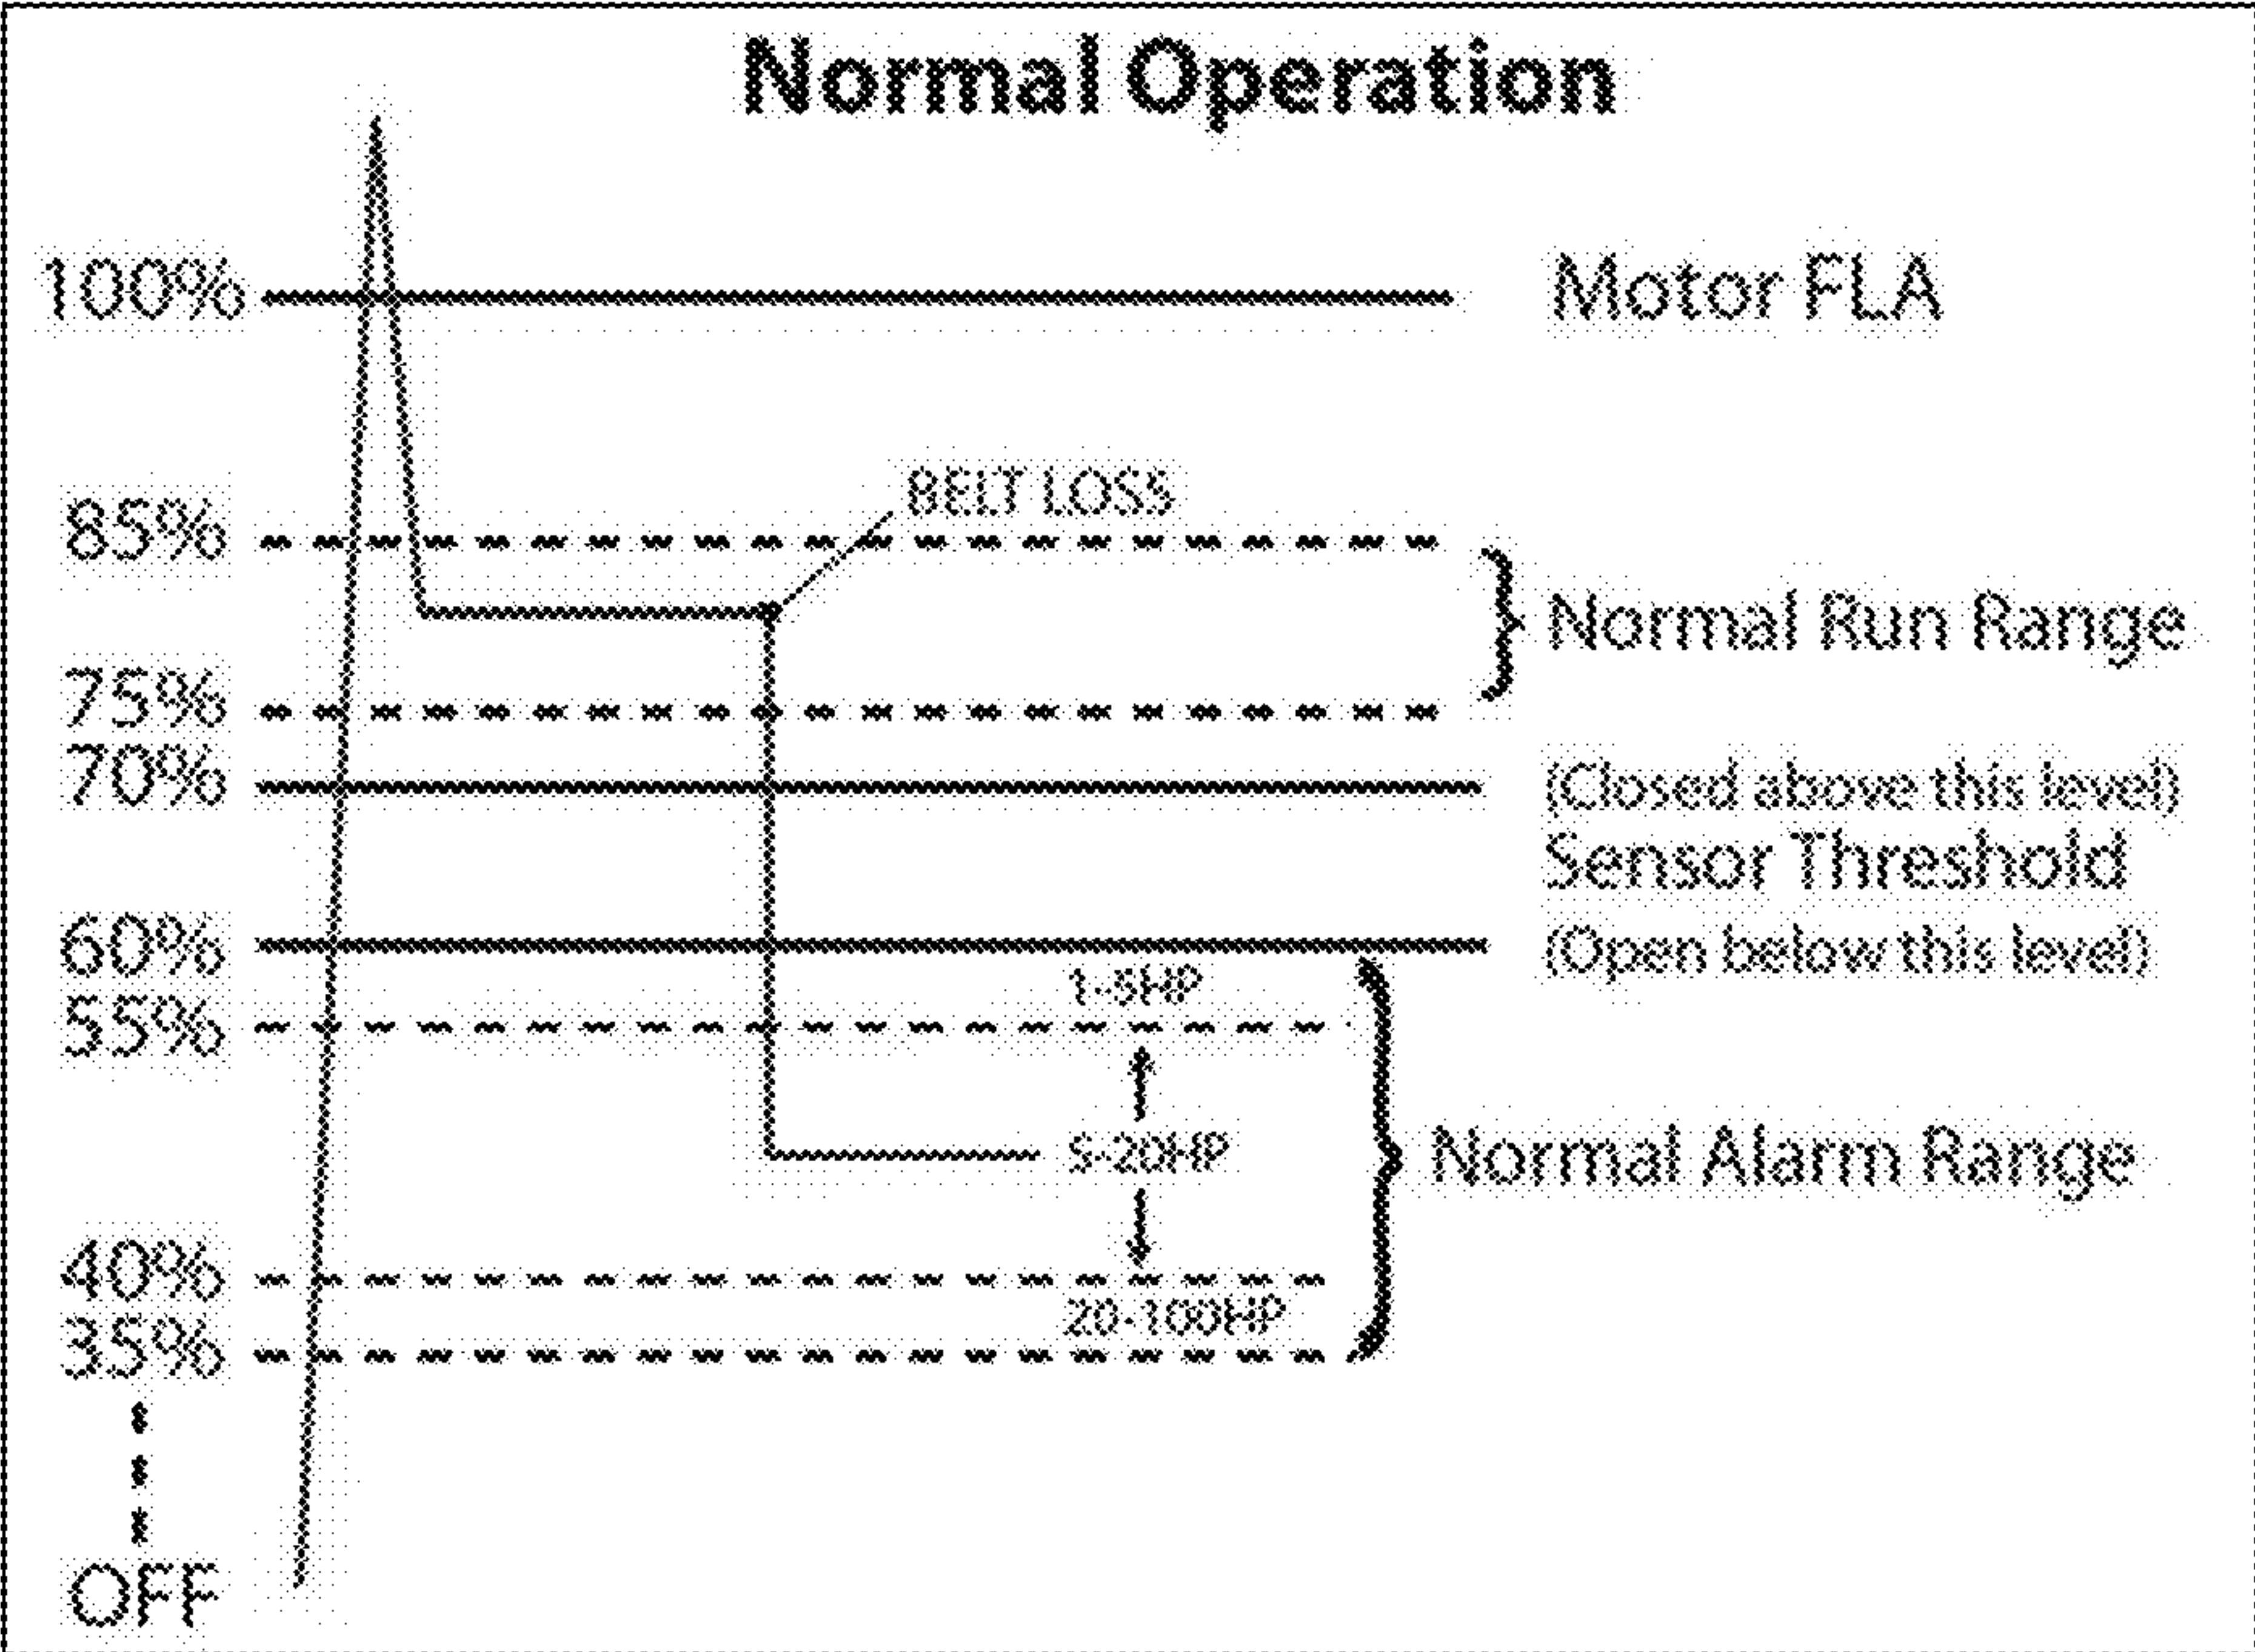 Normal Operation
100%
Motor FLA
BELT LOSS
85%
Normal Run Range
75%
70%
(Closed above this level)
Sensor Threshold
60%
(Open below this level)
1-5HP
55%
5-20HP
Normal Alarm Range
40%
20-100HP
35%
OFF